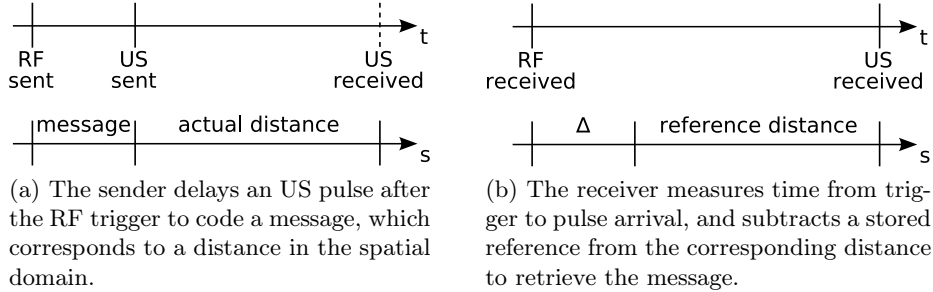 t
RF sent
US sent
US received
message
actual distance
s
(a) The sender delays an US pulse after
the RF trigger to code a message, which
corresponds to a distance in the spatial
domain.
t
RF received
US received
Δ
reference distance
s
(b) The receiver measures time from trig-
ger to pulse arrival, and subtracts a stored
reference from the corresponding distance
to retrieve the message.